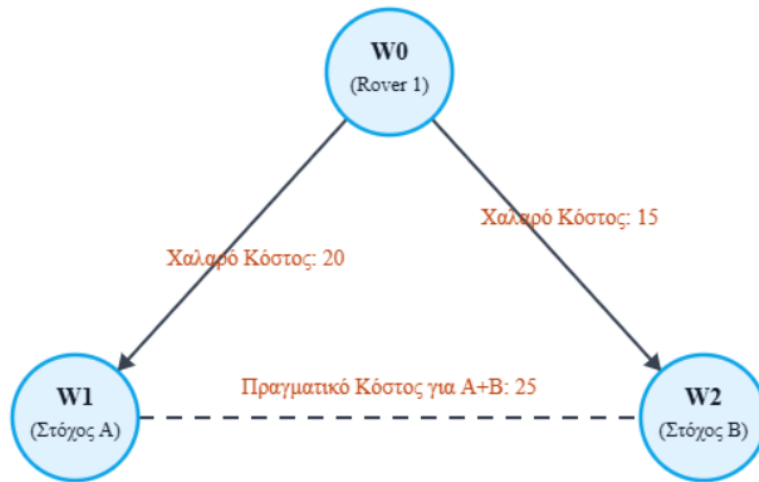 W0
(Rover 1)
Χαλαρό Κόστος: 15
Χαλαρό Κόστος: 20
Πραγματικό Κόστος για A+B: 25
W1
(Στόχος A)
W2
(Στόχος B)